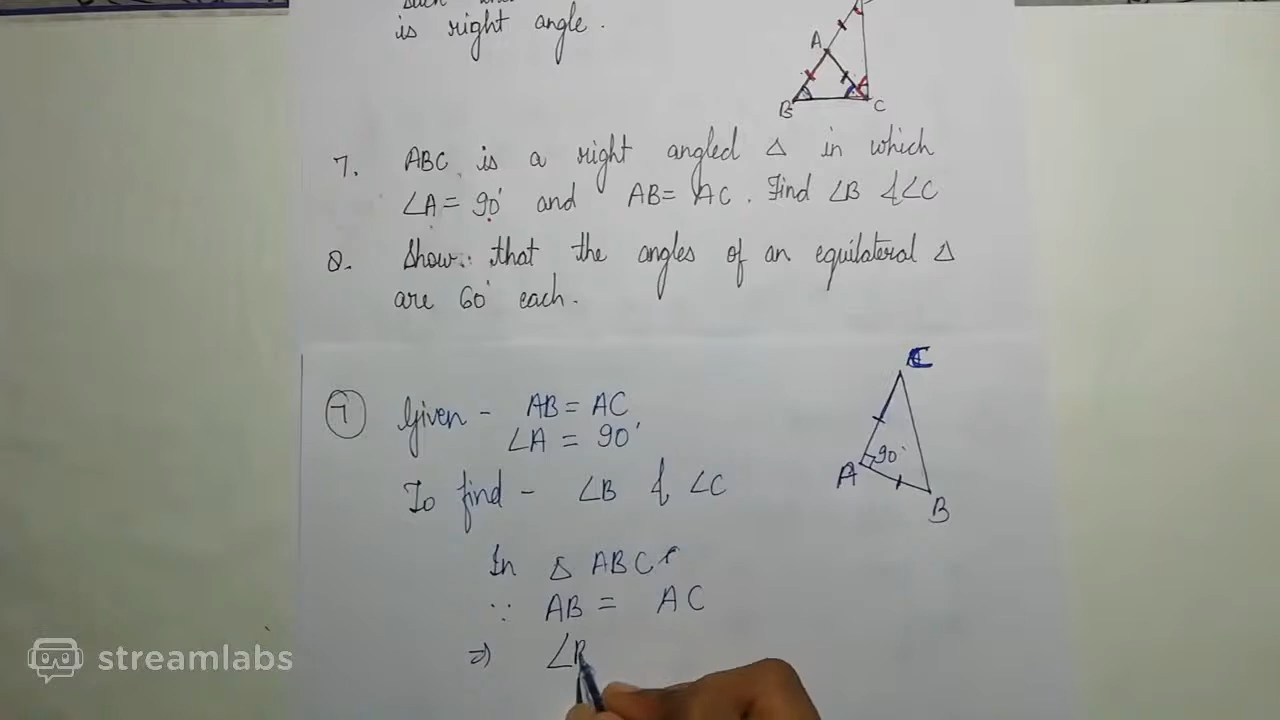 is right angle.
A
B
C
7. ABC is a right angled △ in which
∠A = 90° and AB = AC. Find ∠B & ∠C
8. Show that the angles of an equilateral △
are 60° each.
C
7 Given - AB = AC
∠A = 90°
90°
A
To find - ∠B & ∠C
B
In △ ABC
∵ AB = AC
⇒ ∠B
streamlabs